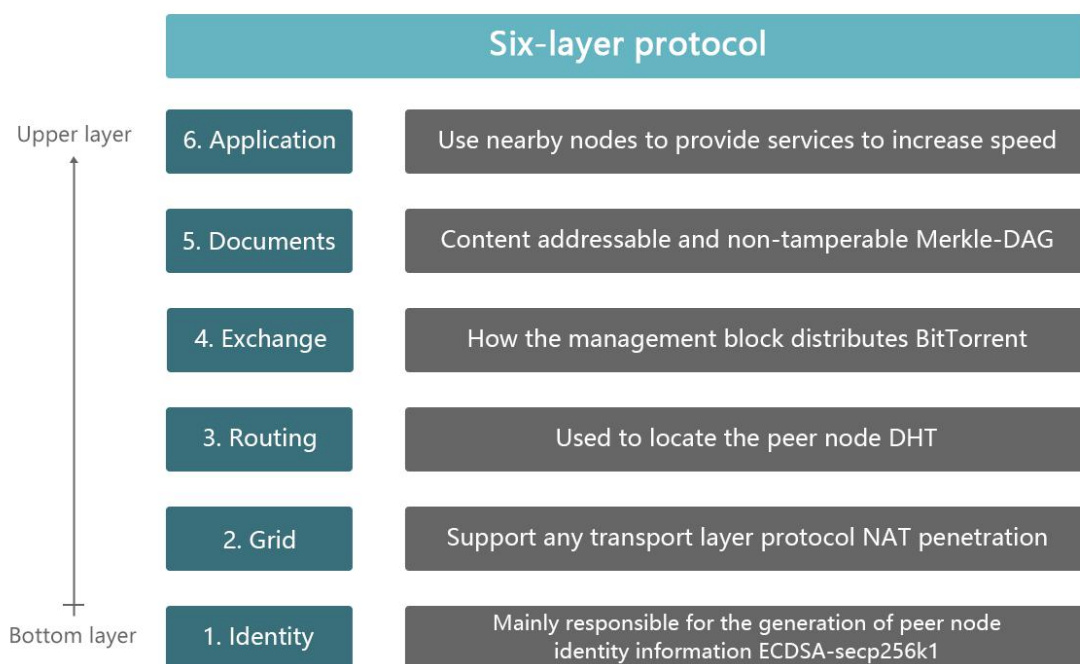 Six-layer protocol
Upper layer
6. Application
Use nearby nodes to provide services to increase speed
5. Documents
Content addressable and non-tamperable Merkle-DAG
4. Exchange
How the management block distributes BitTorrent
3. Routing
Used to locate the peer node DHT
2. Grid
Support any transport layer protocol NAT penetration
Bottom layer
1. Identity
Mainly responsible for the generation of peer node
identity information ECDSA-secp256k1